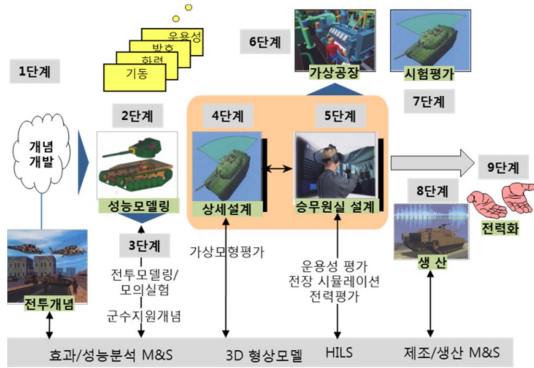 1단계
운용성
방호
화력
기동
6단계
가상공장
시험평가
7단계
개념
개발
2단계
성능모델링
4단계
상세설계
5단계
승무원실 설계
9단계
전력화
8단계
생 산
3단계
전투모델링/
모의실험
군수지원개념
가상모형평가
운용성 평가
전장 시뮬레이션
전력평가
전투개념
효과/성능분석 M&S
3D 형상모델
HILS
제조/생산 M&S